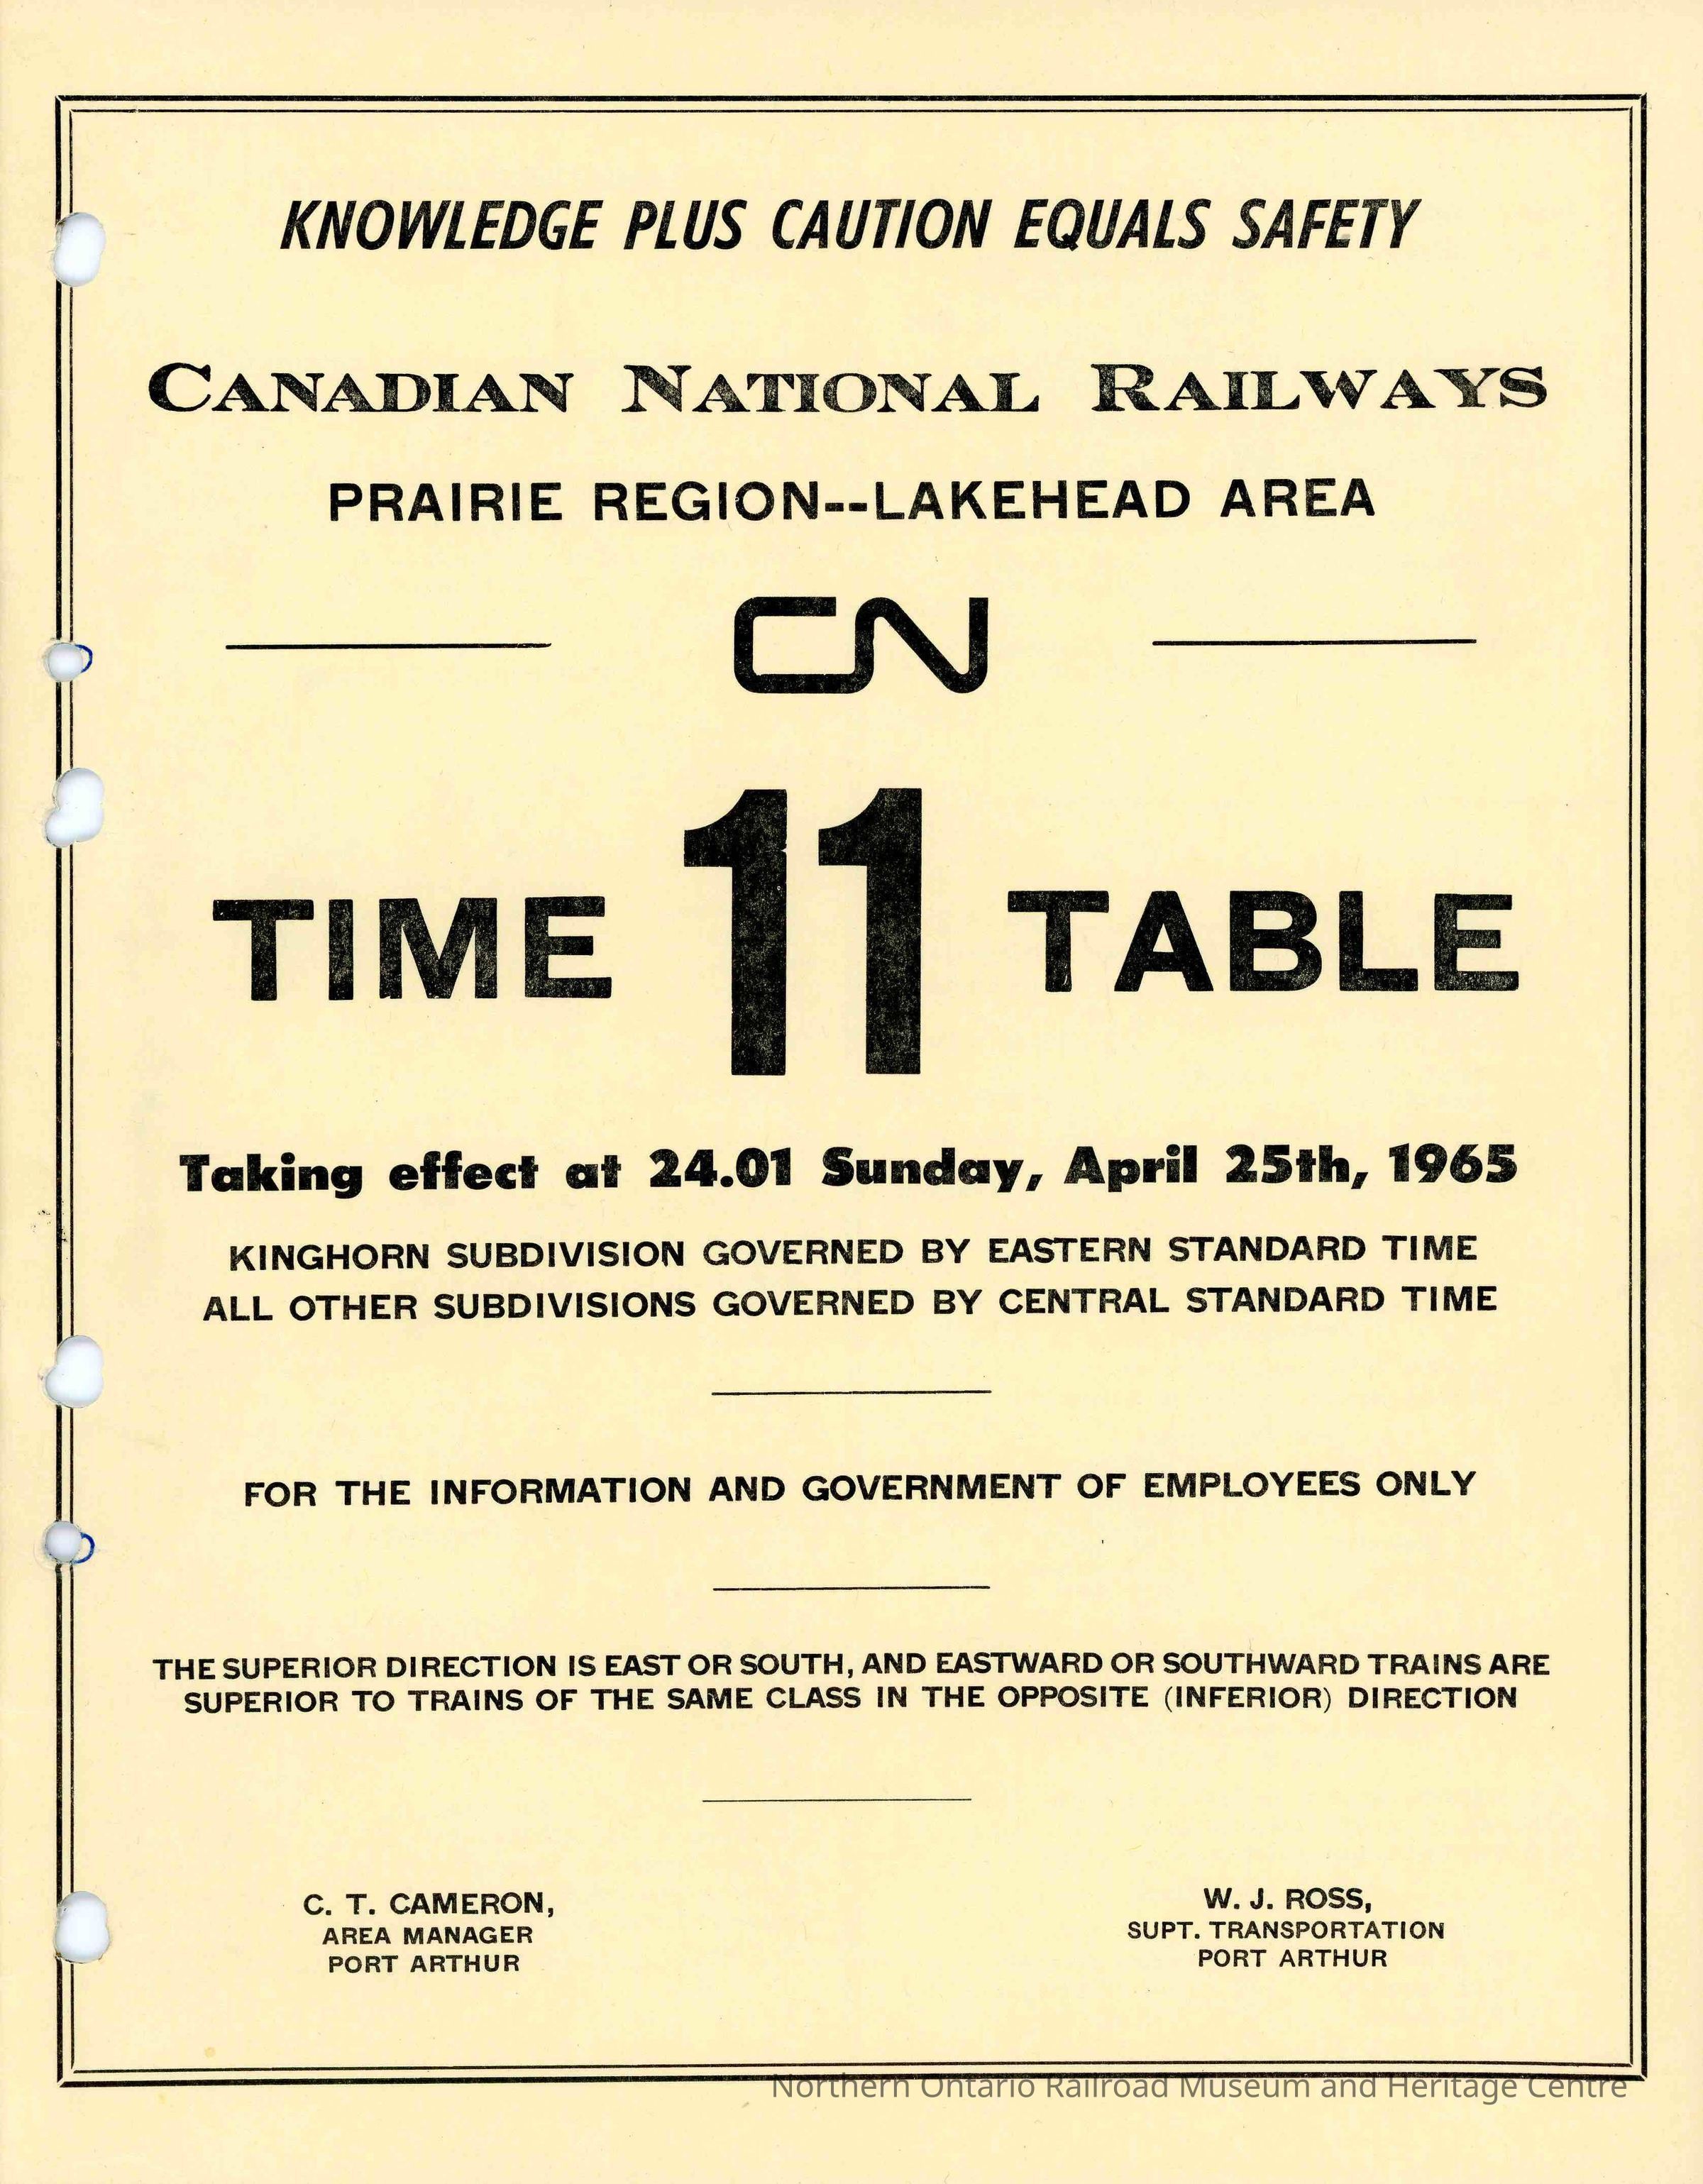 KNOWLEDGE PLUS CAUTION EQUALS SAFETY
CANADIAN NATIONAL RAILWAYS
PRAIRIE REGION--LAKEHEAD AREA
CN
TIME 11 TABLE
Taking effect at 24.01 Sunday, April 25th, 1965
KINGHORN SUBDIVISION GOVERNED BY EASTERN STANDARD TIME
ALL OTHER SUBDIVISIONS GOVERNED BY CENTRAL STANDARD TIME
FOR THE INFORMATION AND GOVERNMENT OF EMPLOYEES ONLY
THE SUPERIOR DIRECTION IS EAST OR SOUTH, AND EASTWARD OR SOUTHWARD TRAINS ARE
SUPERIOR TO TRAINS OF THE SAME CLASS IN THE OPPOSITE (INFERIOR) DIRECTION
C. T. CAMERON,
AREA MANAGER
PORT ARTHUR
W. J. ROSS,
SUPT. TRANSPORTATION
PORT ARTHUR
Northern Ontario Railroad Museum and Heritage Centre